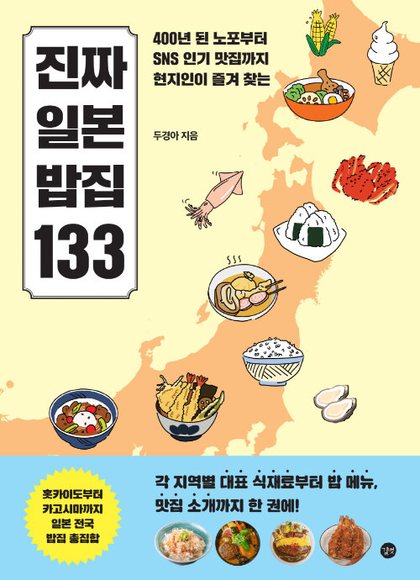 진짜
일본
밥집
133
400년 된 노포부터
SNS 인기 맛집까지
현지인이 즐겨 찾는
두경아 지음
각 지역별 대표 식재료부터 밥 메뉴,
맛집 소개까지 한 권에!
홋카이도부터
카고시마까지
일본 전국
밥집 총집합
길벗